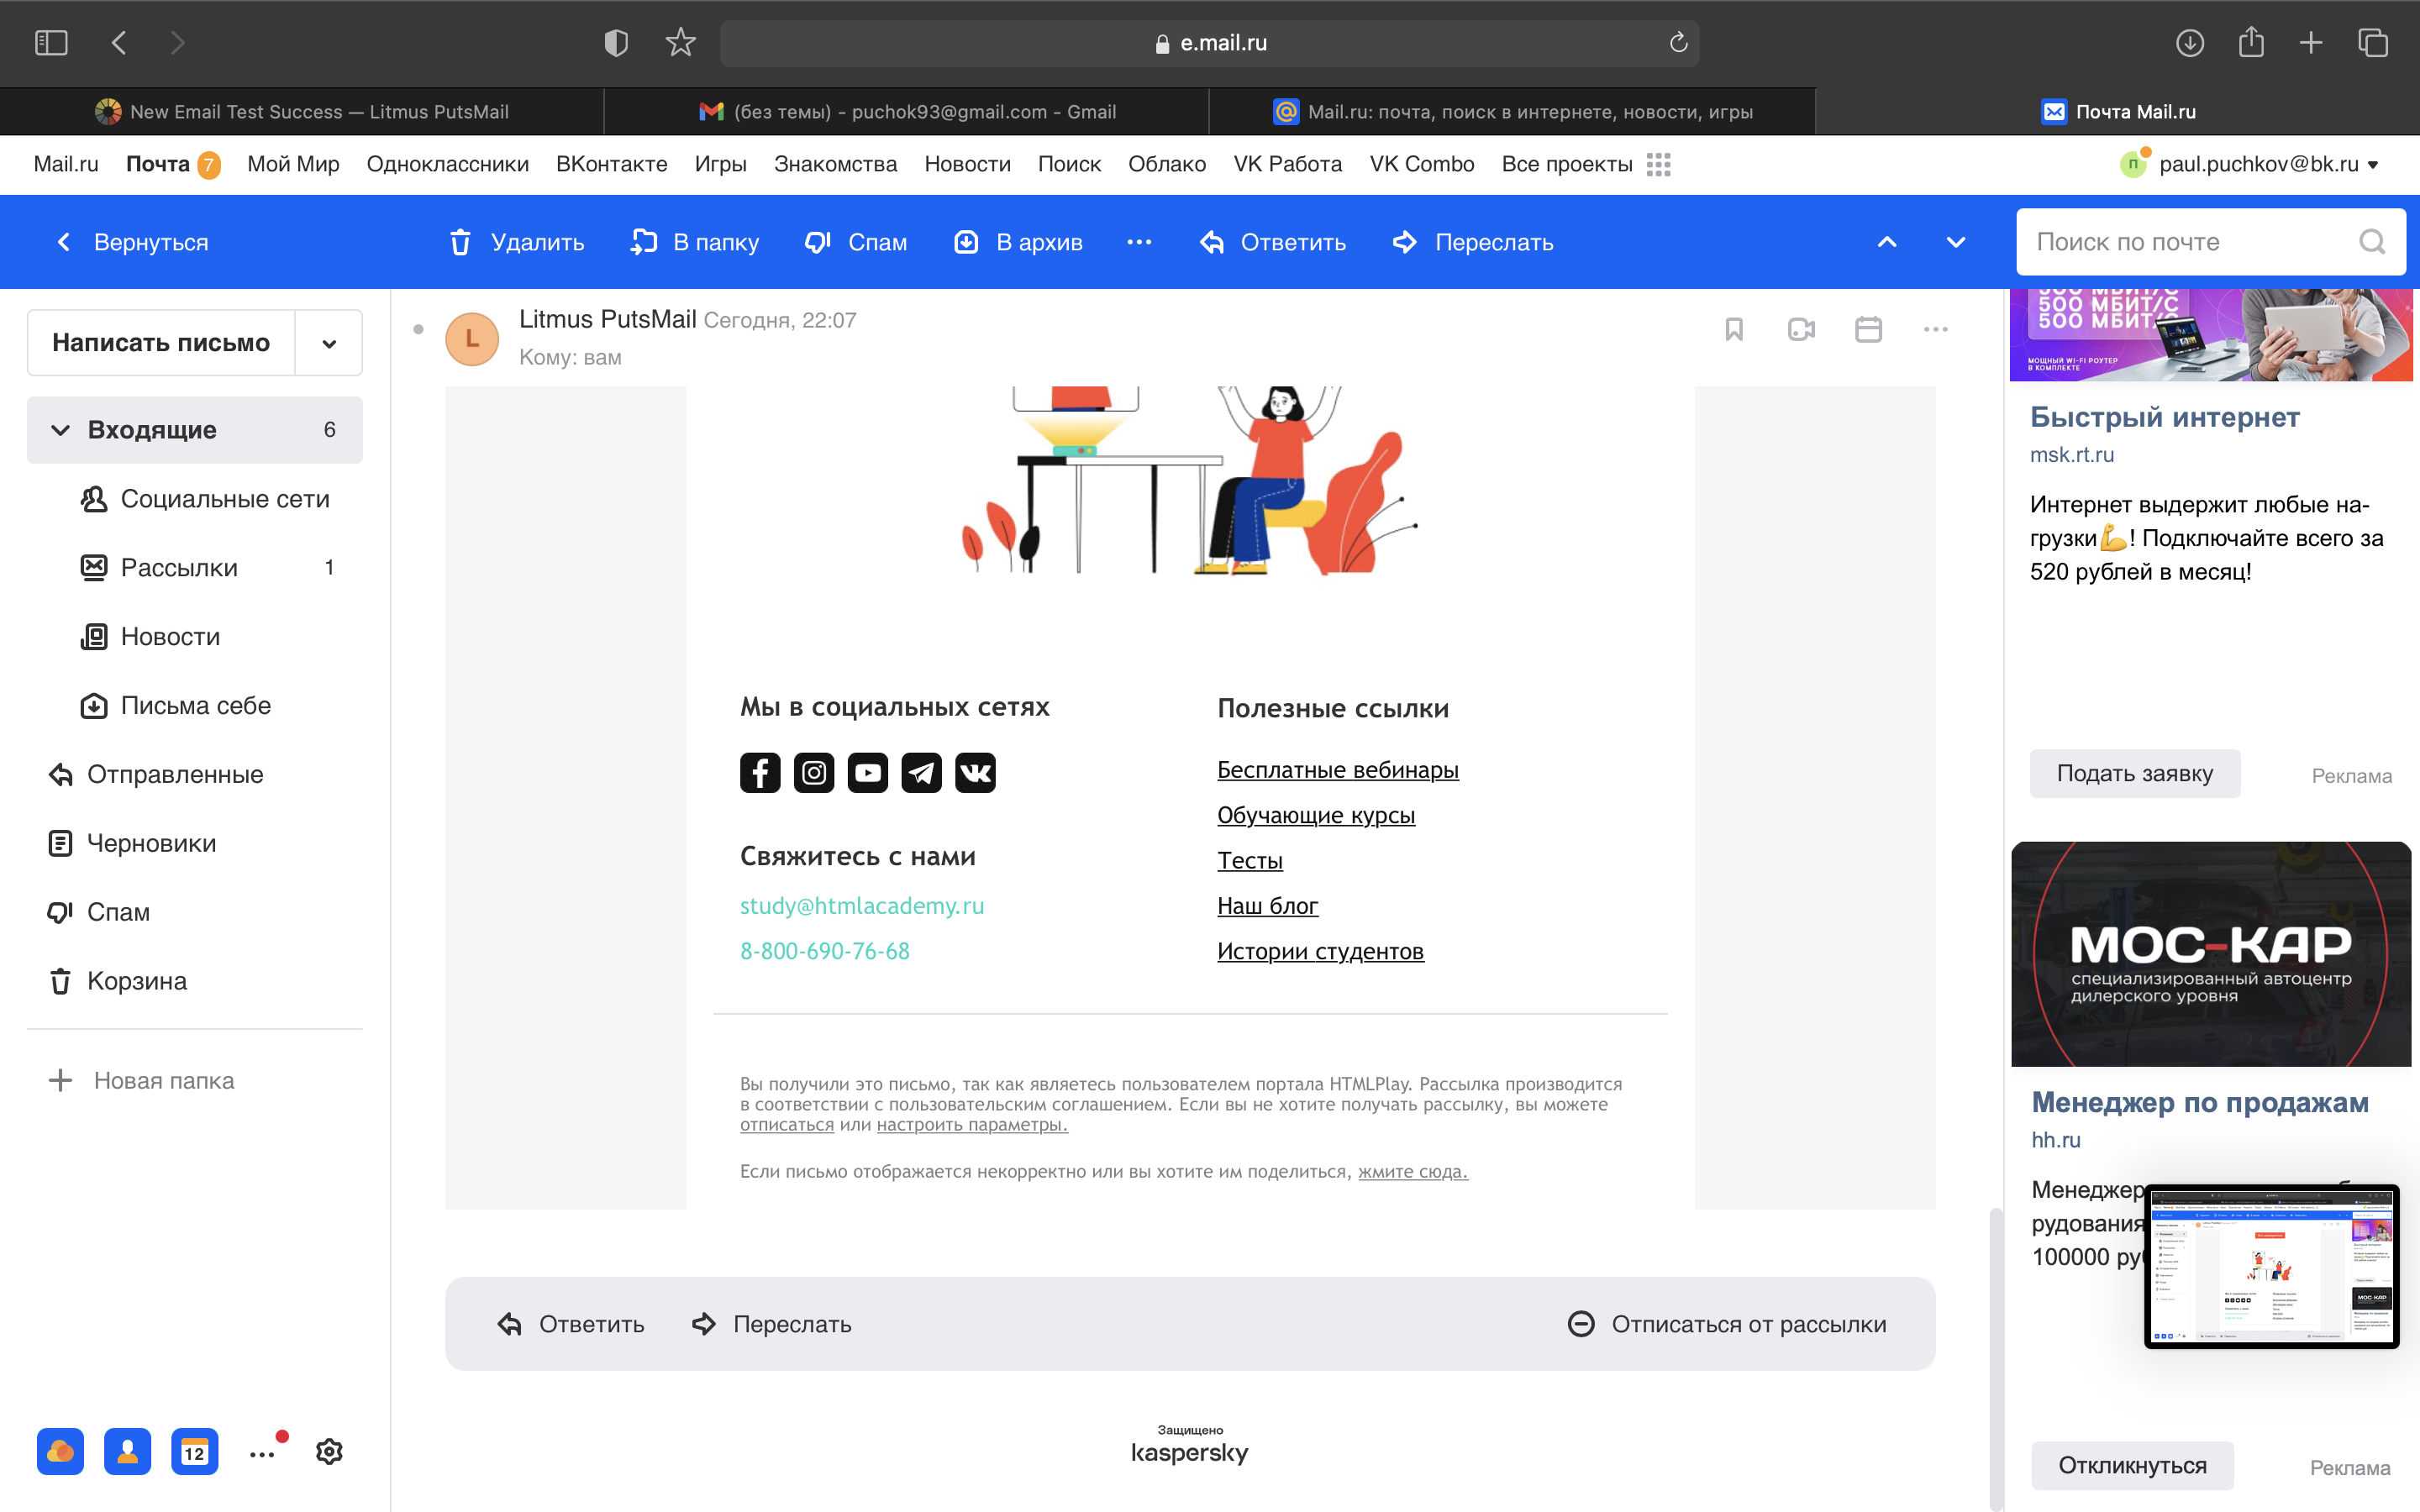 e.mail.ru
New Email Test Success — Litmus PutsMail
(без темы) - puchok93@gmail.com - Gmail
Mail.ru: почта, поиск в интернете, новости, игры
Почта Mail.ru
Mail.ru Почта 7 Мой Мир Одноклассники ВКонтакте Игры Знакомства Новости Поиск Облако VK Работа VK Combo Все проекты
п paul.puchkov@bk.ru
Вернуться
Удалить В папку Спам В архив Ответить Переслать
Поиск по почте
Написать письмо
Входящие 6
Социальные сети
Рассылки 1
Новости
Письма себе
Отправленные
Черновики
Спам
Корзина
Новая папка
12
L
Litmus PutsMail Сегодня, 22:07
Кому: вам
Мы в социальных сетях
Свяжитесь с нами
study@htmlacademy.ru
8-800-690-76-68
Полезные ссылки
Бесплатные вебинары
Обучающие курсы
Тесты
Наш блог
Истории студентов
Вы получили это письмо, так как являетесь пользователем портала HTMLPlay. Рассылка производится
в соответствии с пользовательским соглашением. Если вы не хотите получать рассылку, вы можете
отписаться или настроить параметры.
Если письмо отображается некорректно или вы хотите им поделиться, жмите сюда.
Ответить Переслать Отписаться от рассылки
Защищено
kaspersky
500 МБИТ/С
500 МБИТ/С
500 МБИТ/
МОЩНЫЙ WI-FI РОУТЕР
В КОМПЛЕКТЕ
Быстрый интернет
msk.rt.ru
Интернет выдержит любые на-
грузки💪! Подключайте всего за
520 рублей в месяц!
Подать заявку Реклама
МОС-КАР
специализированный автоцентр
дилерского уровня
Менеджер по продажам
hh.ru
Менеджер
рудования
100000 ру
МОС-КАР
Откликнуться Реклама